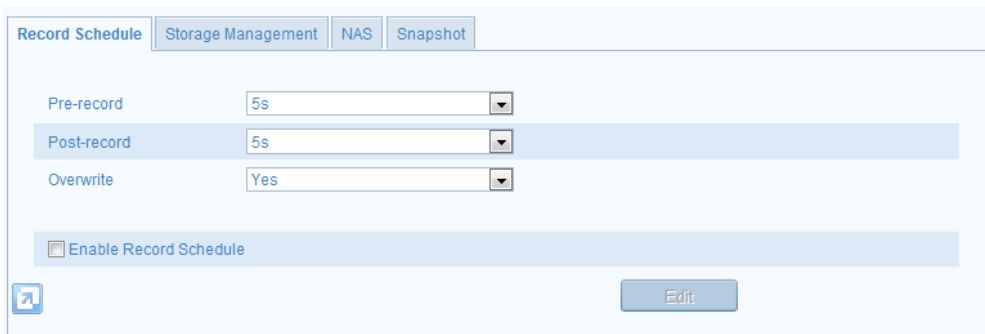 Record Schedule Storage Management NAS Snapshot
Pre-record 5s
Post-record 5s
Overwrite Yes
Enable Record Schedule
Edit